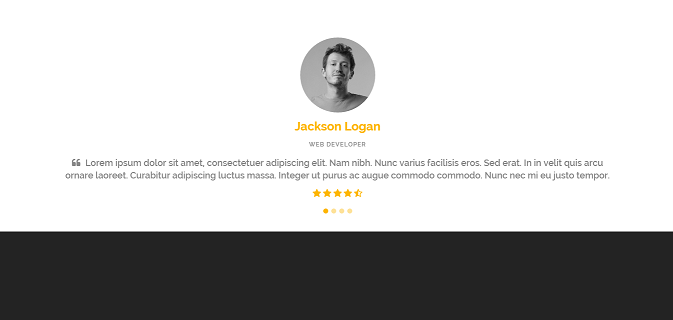 Jackson Logan
WEB DEVELOPER
Lorem ipsum dolor sit amet, consectetuer adipiscing elit. Nam nibh. Nunc varius facilisis eros. Sed erat. In in velit quis arcu
ornare laoreet. Curabitur adipiscing luctus massa. Integer ut purus ac augue commodo commodo. Nunc nec mi eu justo tempor.